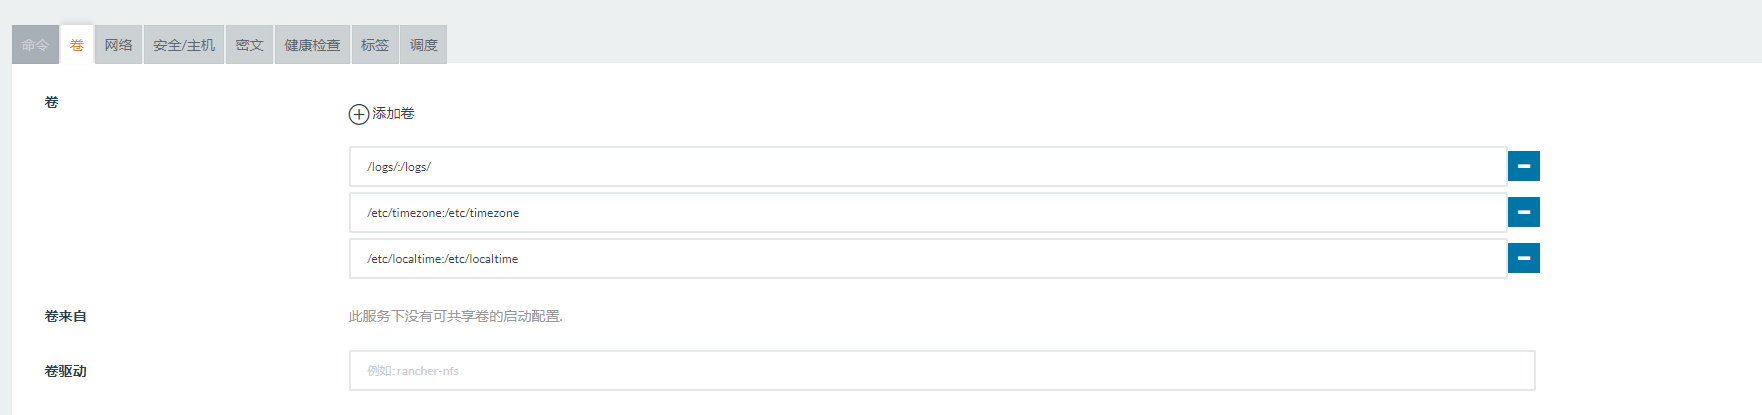 命令 卷 网络 安全/主机 密文 健康检查 标签 调度
卷
添加卷
/logs/:/logs/
/etc/timezone:/etc/timezone
/etc/localtime:/etc/localtime
卷来自 此服务下没有可共享卷的启动配置.
卷驱动 例如: rancher-nfs